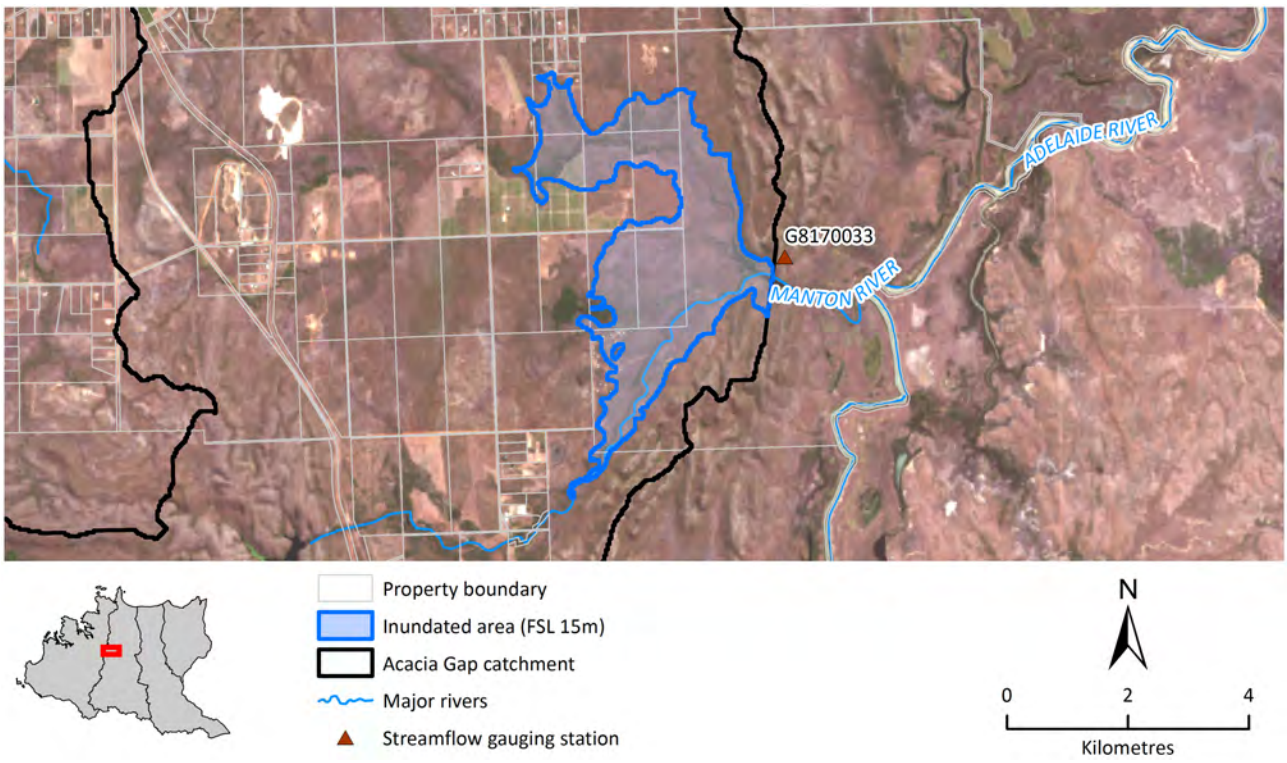 ADELAIDE RIVER
G8170033
MANTON RIVER
Property boundary
Inundated area (FSL 15m)
Acacia Gap catchment
Major rivers
Streamflow gauging station
N
0 2 4
Kilometres